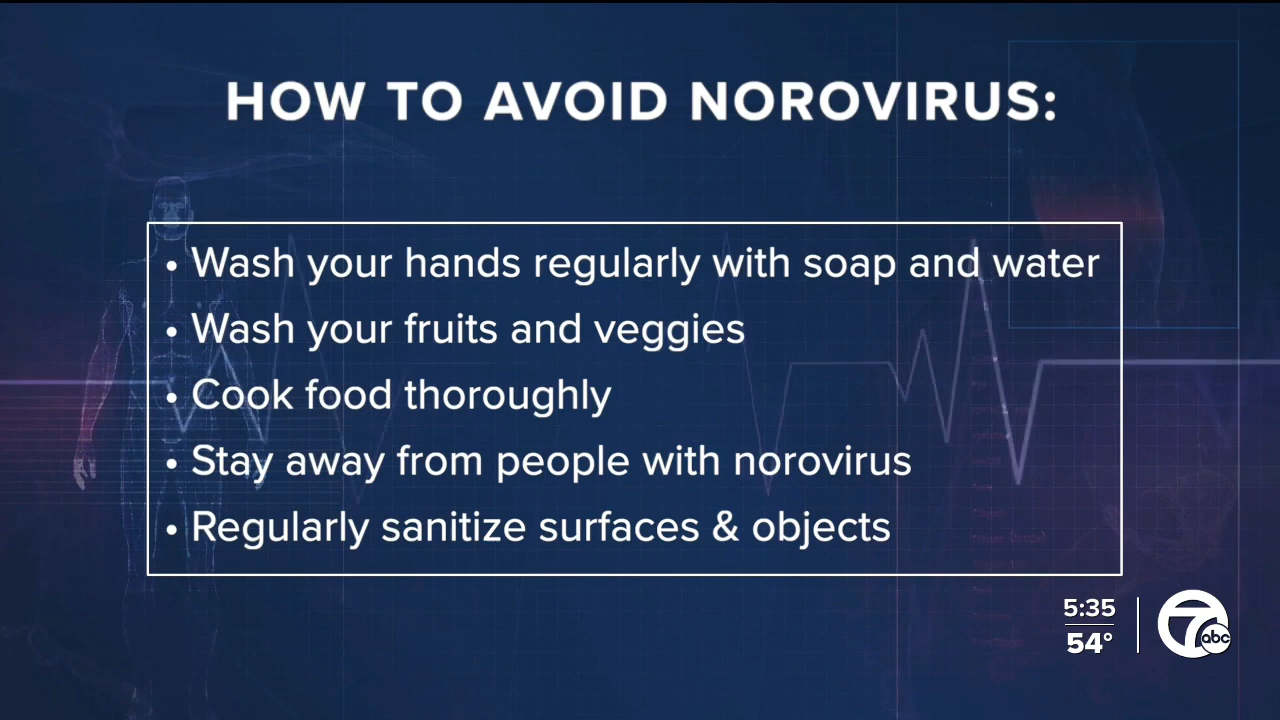 HOW TO AVOID NOROVIRUS:
• Wash your hands regularly with soap and water
• Wash your fruits and veggies
• Cook food thoroughly
• Stay away from people with norovirus
• Regularly sanitize surfaces & objects
5:35
54°
7 abc